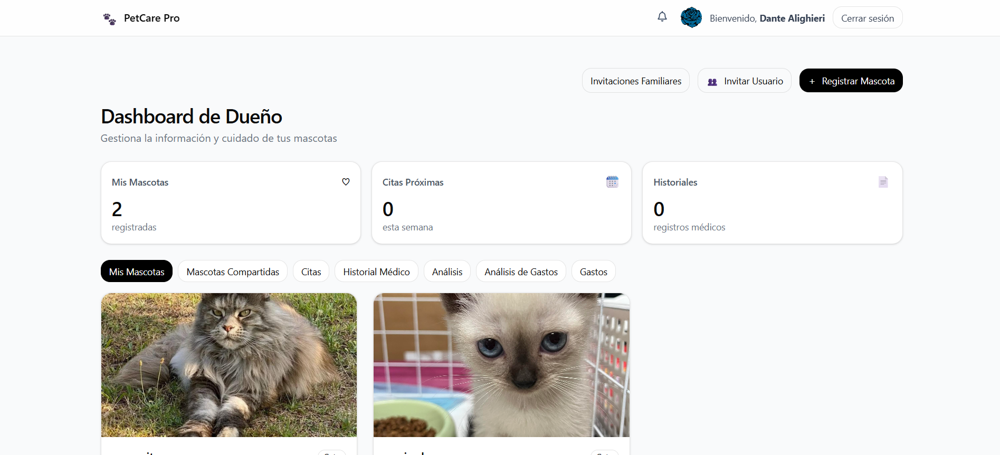 PetCare Pro
Bienvenido, Dante Alighieri
Cerrar sesión
Invitaciones Familiares
Invitar Usuario
+ Registrar Mascota
Dashboard de Dueño
Gestiona la información y cuidado de tus mascotas
Mis Mascotas
2
registradas
Citas Próximas
0
esta semana
Historiales
0
registros médicos
Mis Mascotas
Mascotas Compartidas
Citas
Historial Médico
Análisis
Análisis de Gastos
Gastos